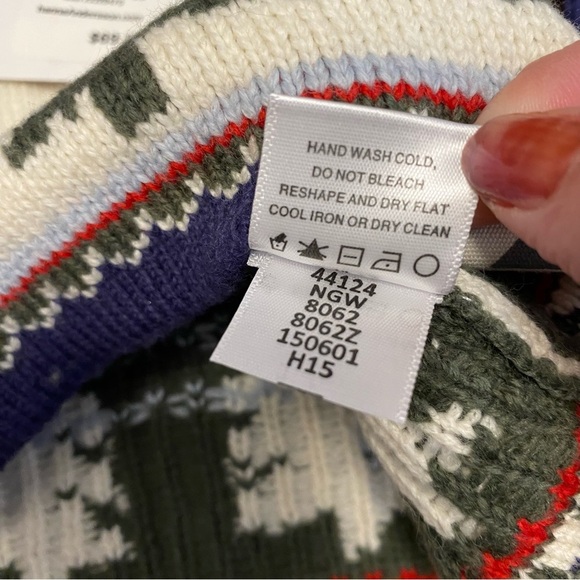 HAND WASH COLD,
DO NOT BLEACH
RESHAPE AND DRY FLAT
COOL IRON OR DRY CLEAN
44124
NGW
8062
8062Z
150601
H15